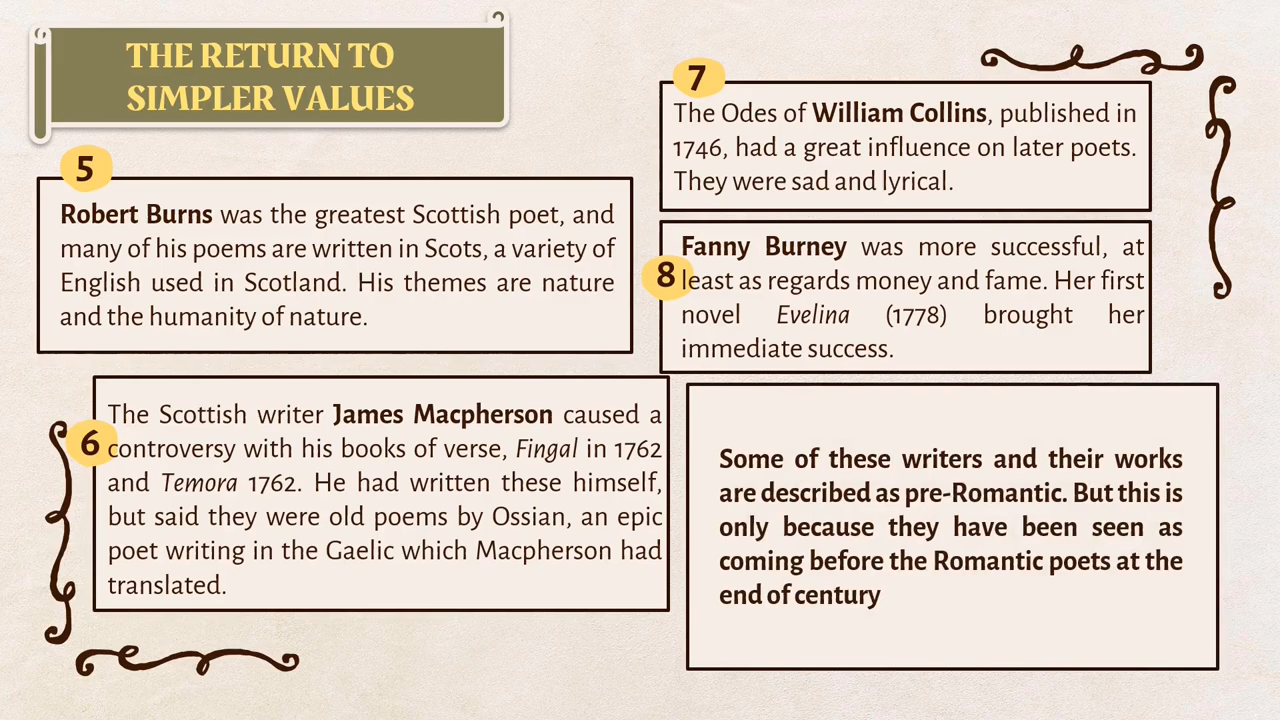 THE RETURN TO
SIMPLER VALUES
5
Robert Burns was the greatest Scottish poet, and
many of his poems are written in Scots, a variety of
English used in Scotland. His themes are nature
and the humanity of nature.
6
The Scottish writer James Macpherson caused a
controversy with his books of verse, Fingal in 1762
and Temora 1762. He had written these himself,
but said they were old poems by Ossian, an epic
poet writing in the Gaelic which Macpherson had
translated.
7
The Odes of William Collins, published in
1746, had a great influence on later poets.
They were sad and lyrical.
8
Fanny Burney was more successful, at
least as regards money and fame. Her first
novel Evelina (1778) brought her
immediate success.
Some of these writers and their works
are described as pre-Romantic. But this is
only because they have been seen as
coming before the Romantic poets at the
end of century